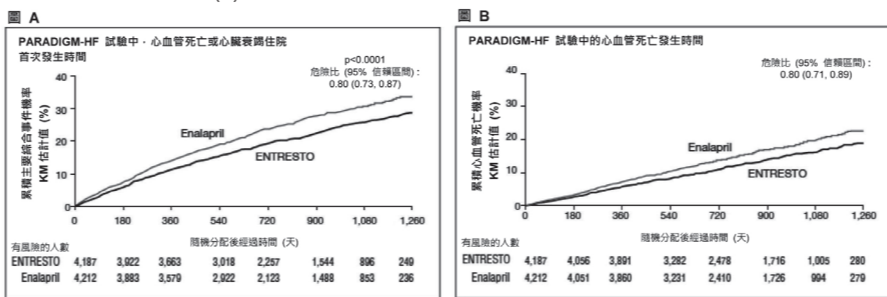 圖 A
PARADIGM-HF 試驗中,心血管死亡或心臟衰竭住院
首次發生時間
p<0.0001
危險比 (95% 信賴區間):
0.80 (0.73, 0.87)
累積主要綜合事件機率
KM 估計值 (%)
40
30
20
10
0
Enalapril
ENTRESTO
0 180 360 540 720 900 1,080 1,260
隨機分配後經過時間 (天)
有風險的人數
ENTRESTO 4,187 3,922 3,663 3,018 2,257 1,544 896 249
Enalapril 4,212 3,883 3,579 2,922 2,123 1,488 853 236
圖 B
PARADIGM-HF 試驗中的心血管死亡發生時間
危險比 (95% 信賴區間):
0.80 (0.71, 0.89)
累積心血管死亡機率
KM 估計值 (%)
40
30
20
10
0
Enalapril
ENTRESTO
0 180 360 540 720 900 1,080 1,260
隨機分配後經過時間 (天)
有風險的人數
ENTRESTO 4,187 4,056 3,891 3,282 2,478 1,716 1,005 280
Enalapril 4,212 4,051 3,860 3,231 2,410 1,726 994 279